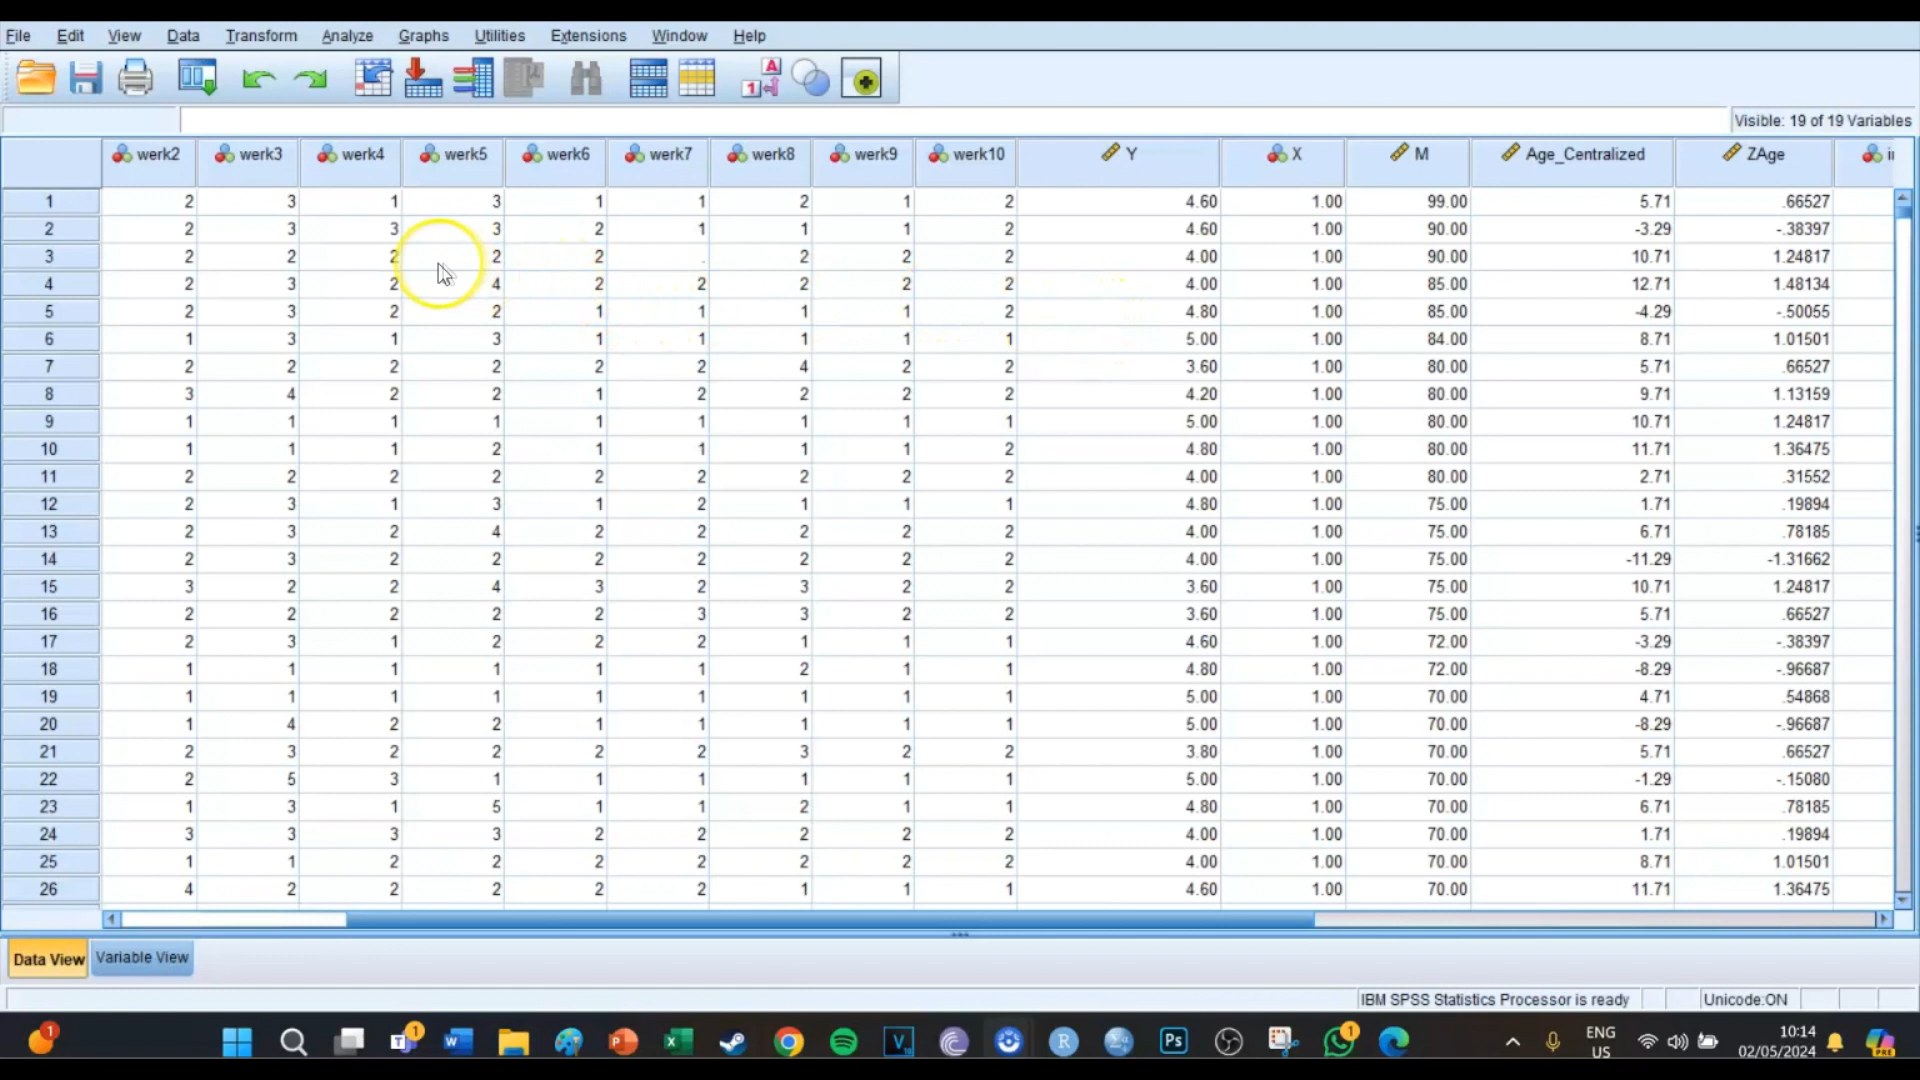 File Edit View Data Transform Analyze Graphs Utilities Extensions Window Help
Visible: 19 of 19 Variables
werk2 werk3 werk4 werk5 werk6 werk7 werk8 werk9 werk10 Y X M Age_Centralized ZAge
1 2 3 1 3 1 1 2 1 2 4.60 1.00 99.00 5.71 .66527
2 2 3 3 3 2 1 1 1 2 4.60 1.00 90.00 -3.29 -.38397
3 2 2 2 2 2 . 2 2 2 4.00 1.00 90.00 10.71 1.24817
4 2 3 2 4 2 2 2 2 2 4.00 1.00 85.00 12.71 1.48134
5 2 3 2 2 1 1 1 1 2 4.80 1.00 85.00 -4.29 -.50055
6 1 3 1 3 1 1 1 1 1 5.00 1.00 84.00 8.71 1.01501
7 2 2 2 2 2 2 4 2 2 3.60 1.00 80.00 5.71 .66527
8 3 4 2 2 1 2 2 2 2 4.20 1.00 80.00 9.71 1.13159
9 1 1 1 1 1 1 1 1 1 5.00 1.00 80.00 10.71 1.24817
10 1 1 1 2 1 1 1 1 2 4.80 1.00 80.00 11.71 1.36475
11 2 2 2 2 2 2 2 2 2 4.00 1.00 80.00 2.71 .31552
12 2 3 1 3 1 2 1 1 1 4.80 1.00 75.00 1.71 .19894
13 2 3 2 4 2 2 2 2 2 4.00 1.00 75.00 6.71 .78185
14 2 3 2 2 2 2 2 2 2 4.00 1.00 75.00 -11.29 -1.31662
15 3 2 2 4 3 2 3 2 2 3.60 1.00 75.00 10.71 1.24817
16 2 2 2 2 2 3 3 2 2 3.60 1.00 75.00 5.71 .66527
17 2 3 1 2 2 2 1 1 1 4.60 1.00 72.00 -3.29 -.38397
18 1 1 1 1 1 1 2 1 1 4.80 1.00 72.00 -8.29 -.96687
19 1 1 1 1 1 1 1 1 1 5.00 1.00 70.00 4.71 .54868
20 1 4 2 2 1 1 1 1 1 5.00 1.00 70.00 -8.29 -.96687
21 2 3 2 2 2 2 3 2 2 3.80 1.00 70.00 5.71 .66527
22 2 5 3 1 1 1 1 1 1 5.00 1.00 70.00 -1.29 -.15080
23 1 3 1 5 1 1 2 1 1 4.80 1.00 70.00 6.71 .78185
24 3 3 3 3 2 2 2 2 2 4.00 1.00 70.00 1.71 .19894
25 1 1 2 2 2 2 2 2 2 4.00 1.00 70.00 8.71 1.01501
26 4 2 2 2 2 2 1 1 1 4.60 1.00 70.00 11.71 1.36475
Data View Variable View
IBM SPSS Statistics Processor is ready Unicode:ON
ENG 10:14
US 02/05/2024